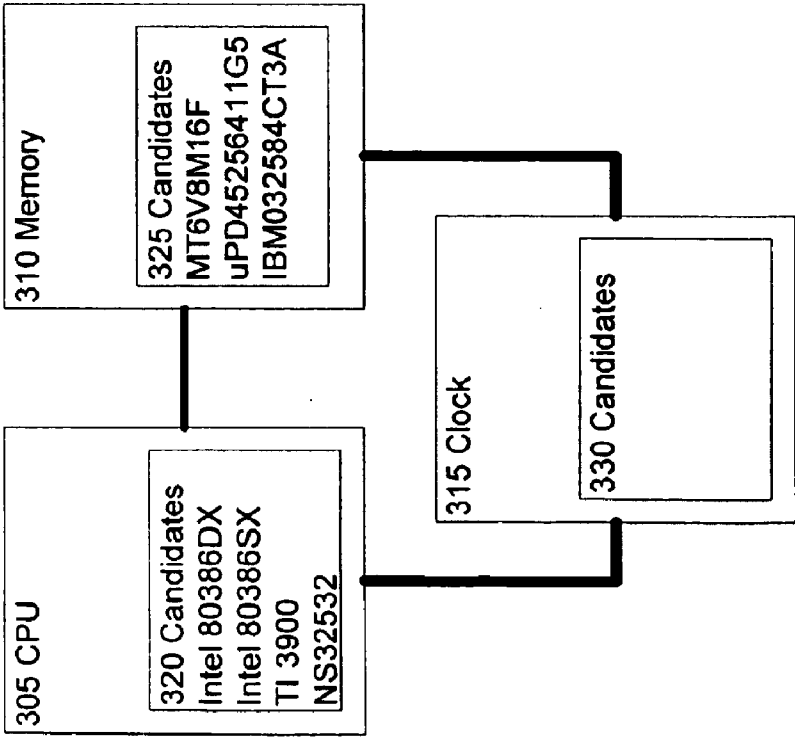 305 CPU
320 Candidates
Intel 80386DX
Intel 80386SX
TI 3900
NS32532
310 Memory
325 Candidates
MT6V8M16F
uPD45256411G5
IBM032584CT3A
315 Clock
330 Candidates